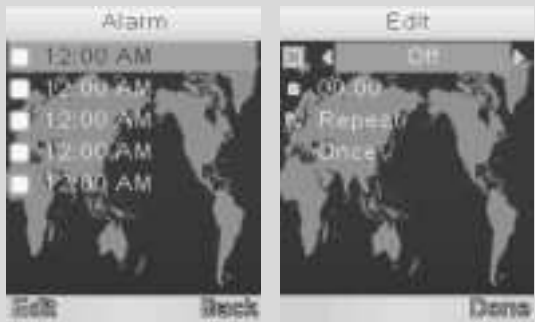 Alarm
12:00 AM
12:00 AM
12:00 AM
12:00 AM
12:00 AM
Edit
Back
Edit
Off
00:00
Repeat
Once
Done